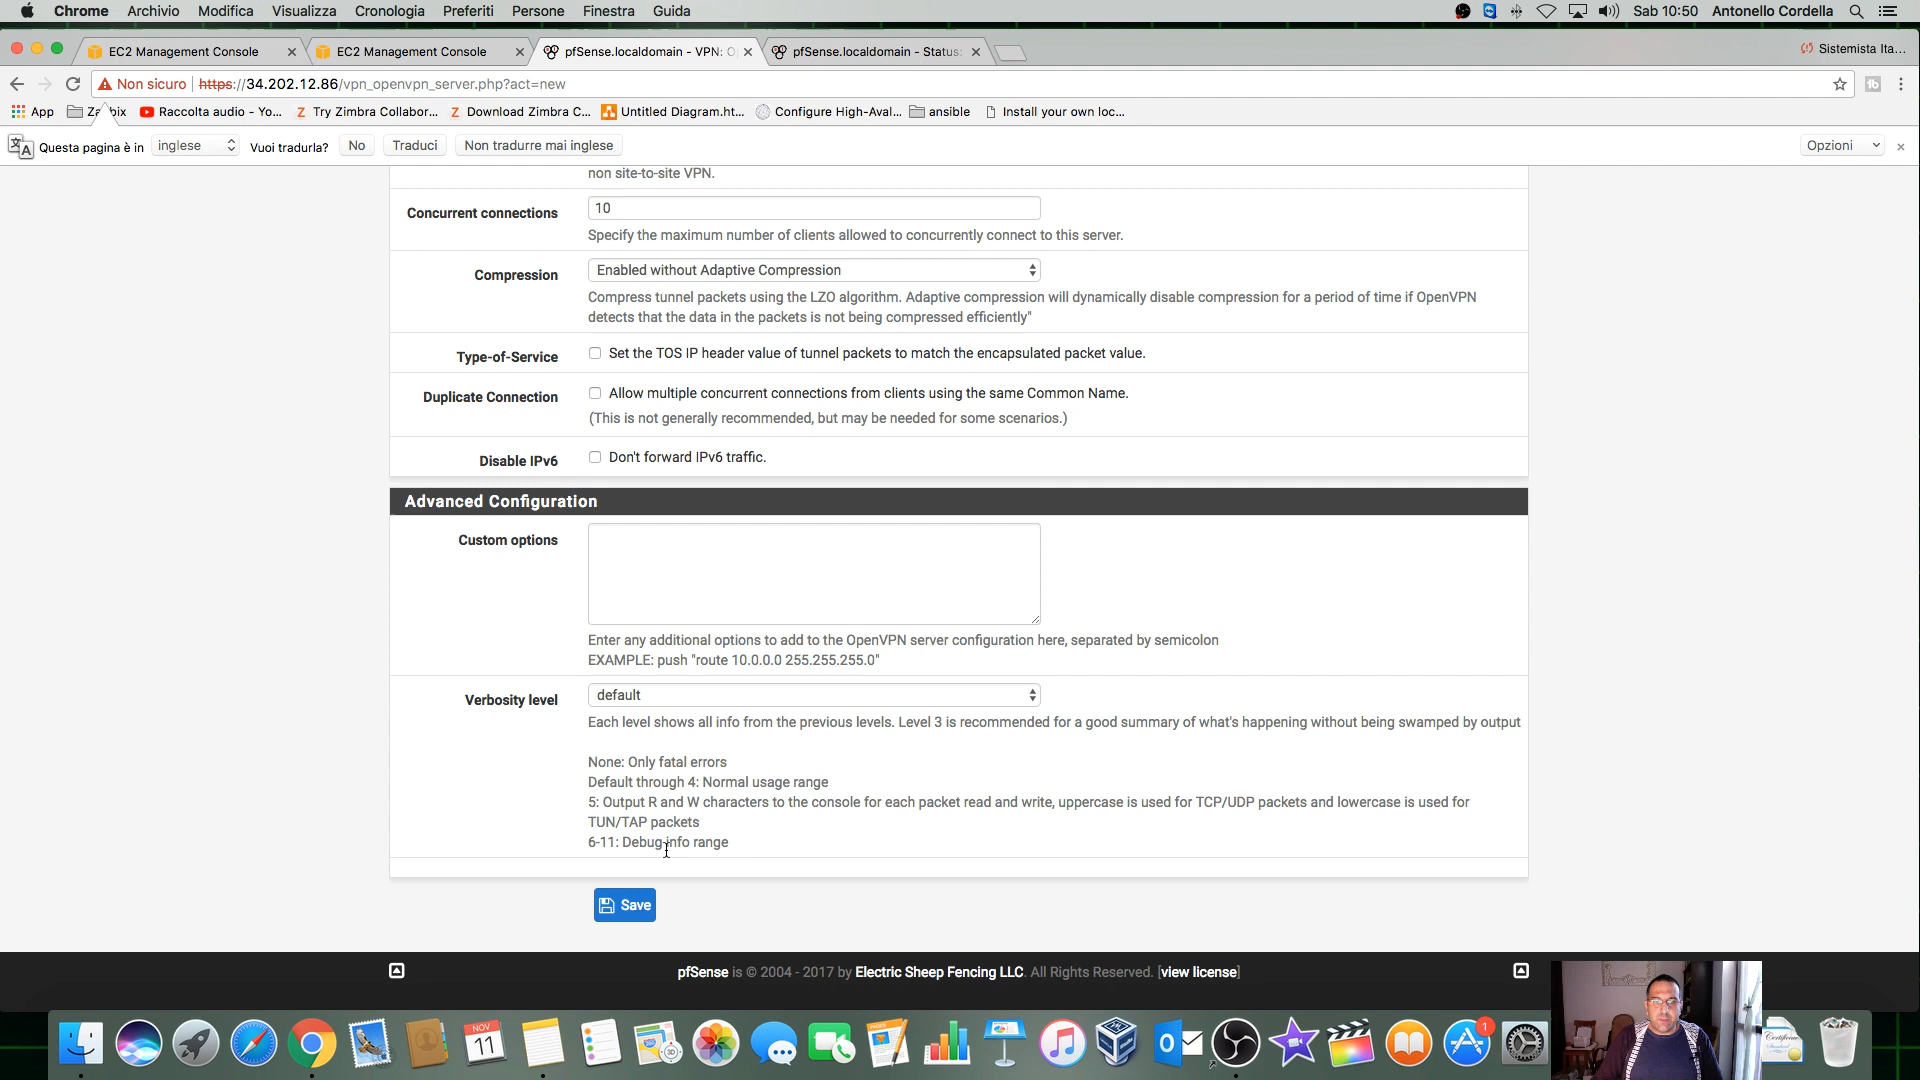 Chrome Archivio Modifica Visualizza Cronologia Preferiti Persone Finestra Guida Sab 10:50 Antonello Cordella
EC2 Management Console EC2 Management Console pfSense.localdomain - VPN: O pfSense.localdomain - Status: Sistemista Ita...
Non sicuro https://34.202.12.86/vpn_openvpn_server.php?act=new
App Zabbix Raccolta audio - Yo... Try Zimbra Collabor... Download Zimbra C... Untitled Diagram.ht... Configure High-Aval... ansible Install your own loc...
Questa pagina è in inglese Vuoi tradurla? No Traduci Non tradurre mai inglese Opzioni
non site-to-site VPN.
Concurrent connections 10
Specify the maximum number of clients allowed to concurrently connect to this server.
Compression Enabled without Adaptive Compression
Compress tunnel packets using the LZO algorithm. Adaptive compression will dynamically disable compression for a period of time if OpenVPN
detects that the data in the packets is not being compressed efficiently"
Type-of-Service Set the TOS IP header value of tunnel packets to match the encapsulated packet value.
Duplicate Connection Allow multiple concurrent connections from clients using the same Common Name.
(This is not generally recommended, but may be needed for some scenarios.)
Disable IPv6 Don't forward IPv6 traffic.
Advanced Configuration
Custom options
Enter any additional options to add to the OpenVPN server configuration here, separated by semicolon
EXAMPLE: push "route 10.0.0.0 255.255.255.0"
Verbosity level default
Each level shows all info from the previous levels. Level 3 is recommended for a good summary of what's happening without being swamped by output
None: Only fatal errors
Default through 4: Normal usage range
5: Output R and W characters to the console for each packet read and write, uppercase is used for TCP/UDP packets and lowercase is used for
TUN/TAP packets
6-11: Debug info range
Save
pfSense is © 2004 - 2017 by Electric Sheep Fencing LLC. All Rights Reserved. [view license]
NOV
11
PAGES
3D
1